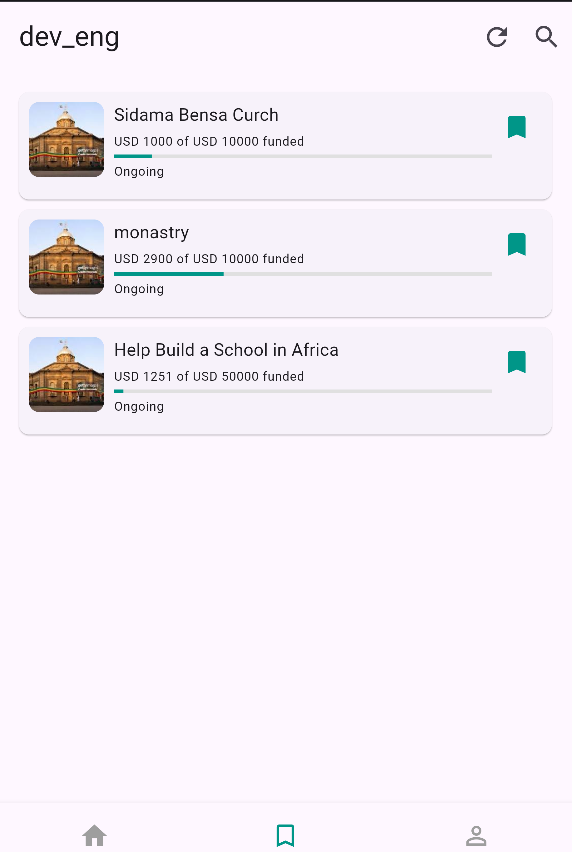 dev_eng
Sidama Bensa Curch
USD 1000 of USD 10000 funded
Ongoing
monastry
USD 2900 of USD 10000 funded
Ongoing
Help Build a School in Africa
USD 1251 of USD 50000 funded
Ongoing